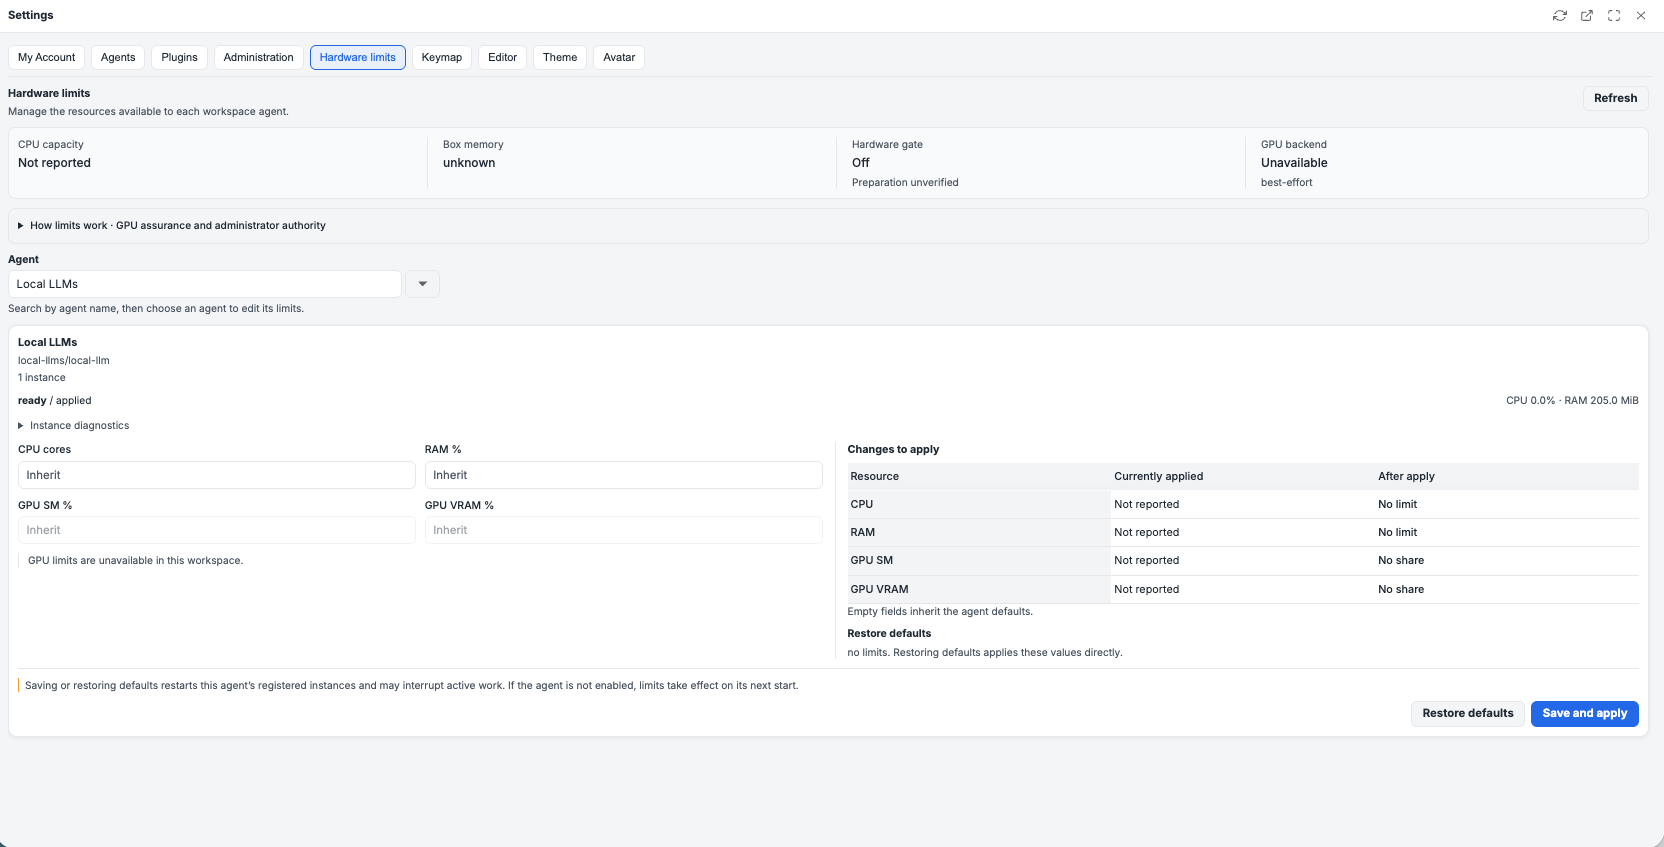 Settings
My Account
Agents
Plugins
Administration
Hardware limits
Keymap
Editor
Theme
Avatar
Hardware limits
Manage the resources available to each workspace agent.
Refresh
CPU capacity
Not reported
Box memory
unknown
Hardware gate
Off
Preparation unverified
GPU backend
Unavailable
best-effort
How limits work · GPU assurance and administrator authority
Agent
Local LLMs
Search by agent name, then choose an agent to edit its limits.
Local LLMs
local-llms/local-llm
1 instance
ready / applied
CPU 0.0% · RAM 205.0 MiB
Instance diagnostics
CPU cores
Inherit
RAM %
Inherit
GPU SM %
Inherit
GPU VRAM %
Inherit
GPU limits are unavailable in this workspace.
Changes to apply
Resource Currently applied After apply
CPU Not reported No limit
RAM Not reported No limit
GPU SM Not reported No share
GPU VRAM Not reported No share
Empty fields inherit the agent defaults.
Restore defaults
no limits. Restoring defaults applies these values directly.
Saving or restoring defaults restarts this agent's registered instances and may interrupt active work. If the agent is not enabled, limits take effect on its next start.
Restore defaults
Save and apply